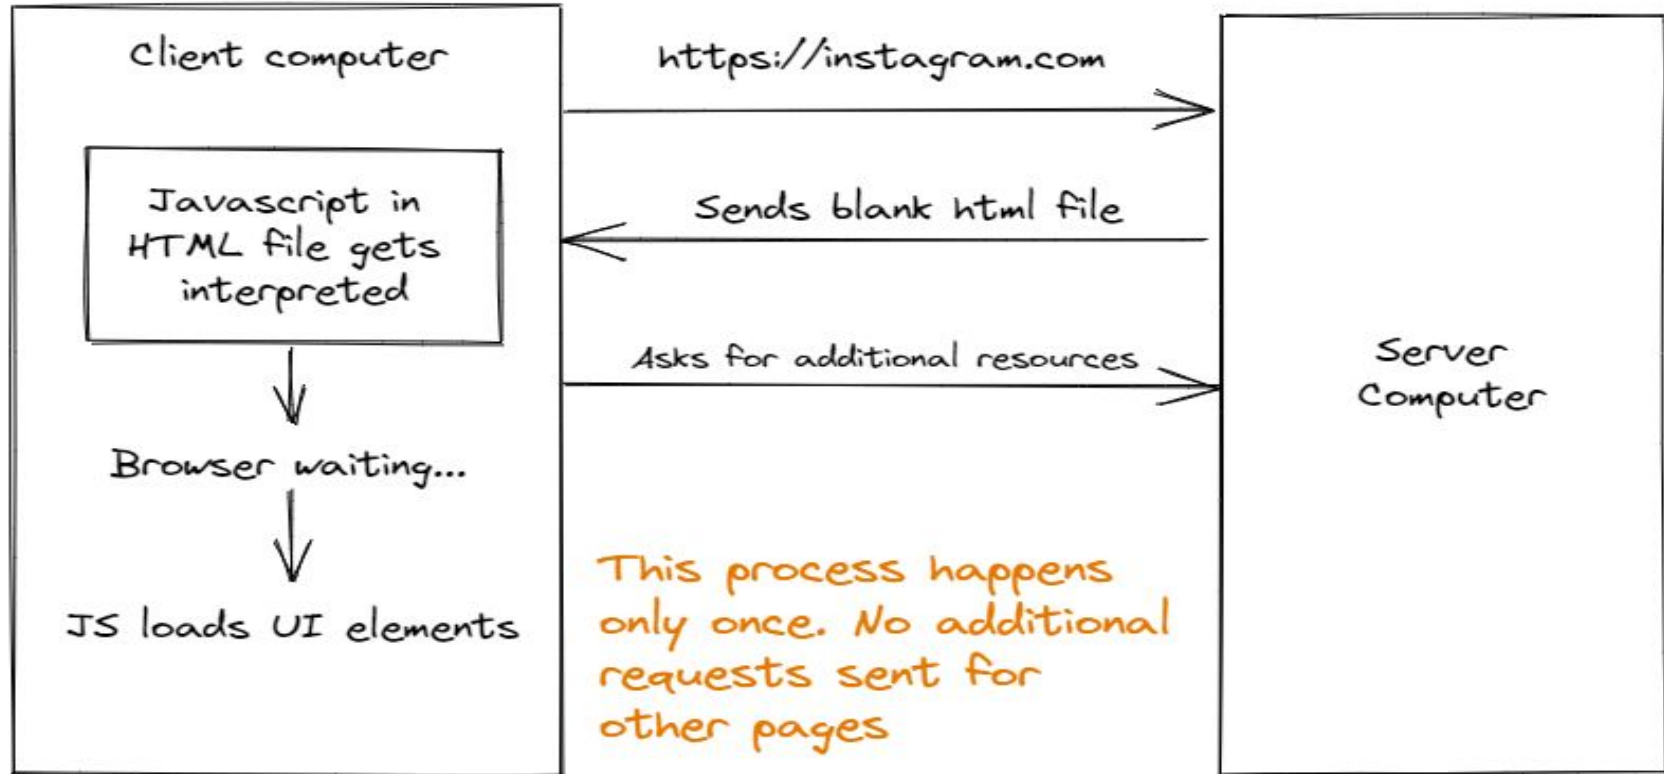 Client computer
https://instagram.com
Javascript in
HTML file gets
interpreted
Sends blank html file
Asks for additional resources
Server
Computer
Browser waiting...
JS loads UI elements
This process happens
only once. No additional
requests sent for
other pages